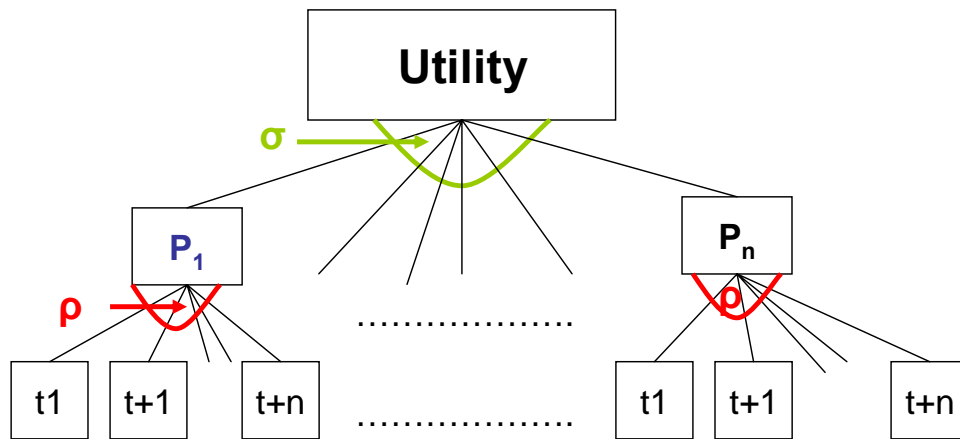 Utility
σ
P₁
Pₙ
ρ
ρ
....................
t1 t+1 t+n t1 t+1 t+n
....................